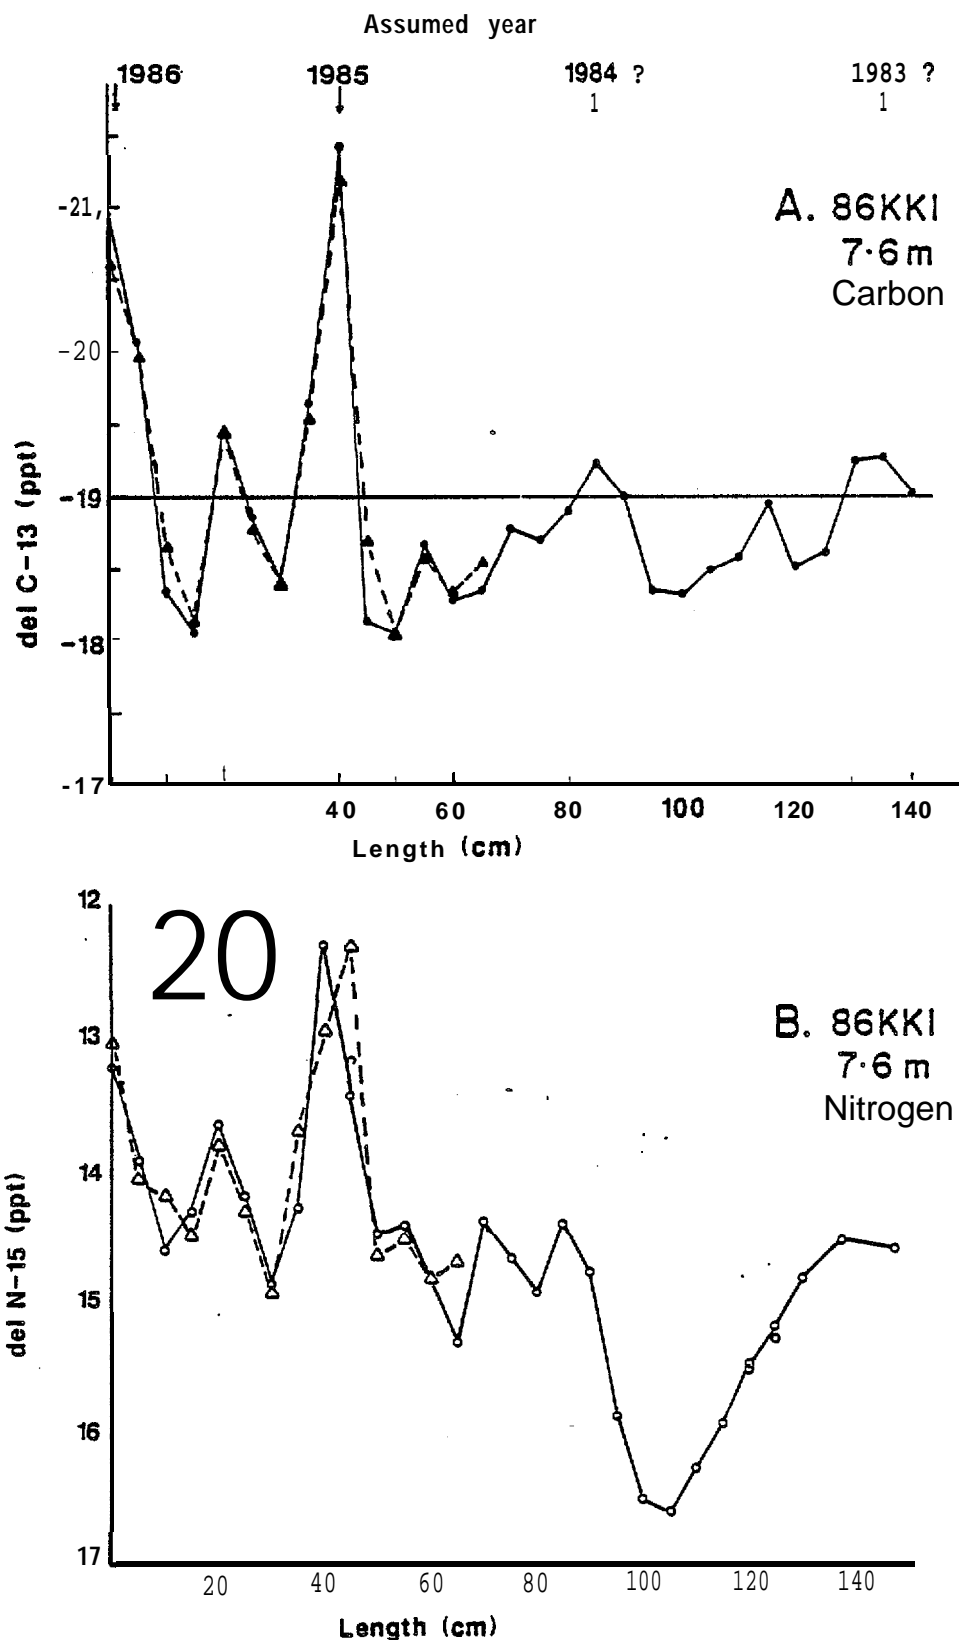 Assumed year
1986 1985 1984 ? 1983 ?
1 1
-21,
-20
-19
-18
-17
del C-13 (ppt)
A. 86KKI
7·6 m
Carbon
40 60 80 100 120 140
Length (cm)
12
13
14
15
16
17
del N-15 (ppt)
20
B. 86KKI
7·6 m
Nitrogen
20 40 60 80 100 120 140
Length (cm)